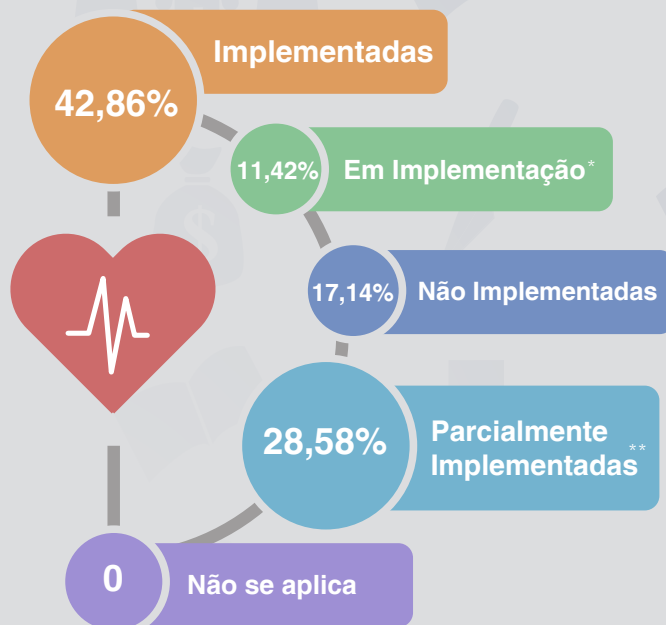 Implementadas
42,86%
11,42%
Em Implementação*
17,14%
Não Implementadas
28,58%
Parcialmente
Implementadas**
0
Não se aplica